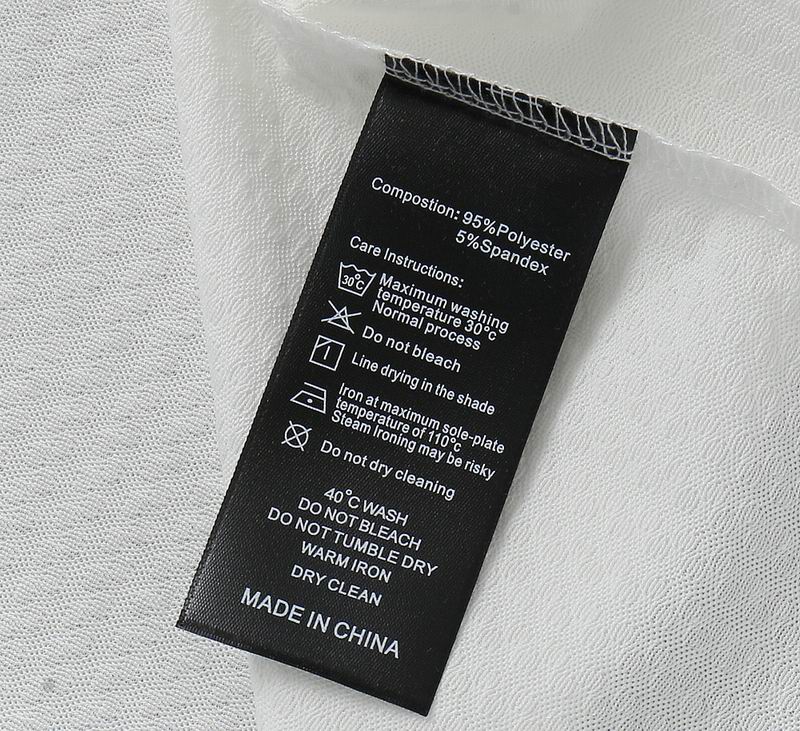 Compostion: 95%Polyester
5%Spandex
Care Instructions:
30°C
Maximum washing
temperature 30°c
Normal process
Do not bleach
Line drying in the shade
Iron at maximum sole-plate
temperature of 110°c
Steam Ironing may be risky
Do not dry cleaning
40°C WASH
DO NOT BLEACH
DO NOT TUMBLE DRY
WARM IRON
DRY CLEAN
MADE IN CHINA